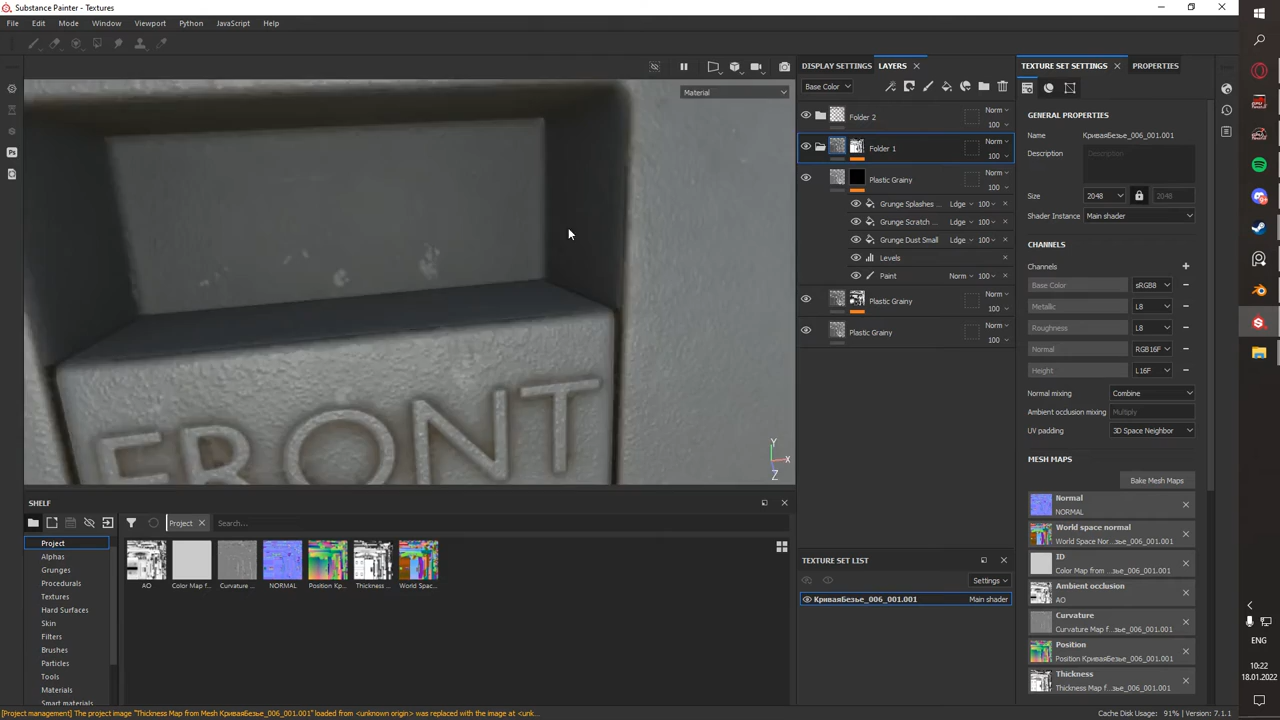 Substance Painter - Textures
File Edit Mode Window Viewport Python JavaScript Help
Material
FRONT
Y
X
Z
DISPLAY SETTINGS LAYERS
Base Color
Folder 2 Norm 100
Folder 1 Norm 100
Plastic Grainy Norm 100
Grunge Splashes ... Ldge 100
Grunge Scratch ... Ldge 100
Grunge Dust Small Ldge 100
Levels
Paint Norm 100
Plastic Grainy Norm 100
Plastic Grainy Norm 100
TEXTURE SET LIST
Settings
КриваяБезье_006_001.001 Main shader
TEXTURE SET SETTINGS PROPERTIES
GENERAL PROPERTIES
Name КриваяБезье_006_001.001
Description Description
Size 2048 2048
Shader Instance Main shader
CHANNELS
Channels
Base Color sRGB8
Metallic L8
Roughness L8
Normal RGB16F
Height L16F
Normal mixing Combine
Ambient occlusion mixing Multiply
UV padding 3D Space Neighbor
MESH MAPS
Bake Mesh Maps
Normal
NORMAL
World space normal
World Space Nor...
ID
Color Map f...зье_006_001.001
Ambient occlusion
AO
Curvature
Curvature Map f...зье_006_001.001
Position
Position КриваяБезье_006_001.001
Thickness
Thickness Map f...зье_006_001.001
SHELF
Project Search...
Project
Alphas
Grunges
Procedurals
Textures
Hard Surfaces
Skin
Filters
Brushes
Particles
Tools
Materials
Smart materials
AO Color Map f... Curvature ... NORMAL Position Кр... Thickness ... World Spac...
[Project management] The project image "Thickness Map from Mesh КриваяБезье_006_001.001" loaded from <unknown origin> was replaced with the image at <unk...
Cache Disk Usage: 91% | Version: 7.1.1
ENG
10:22
18.01.2022